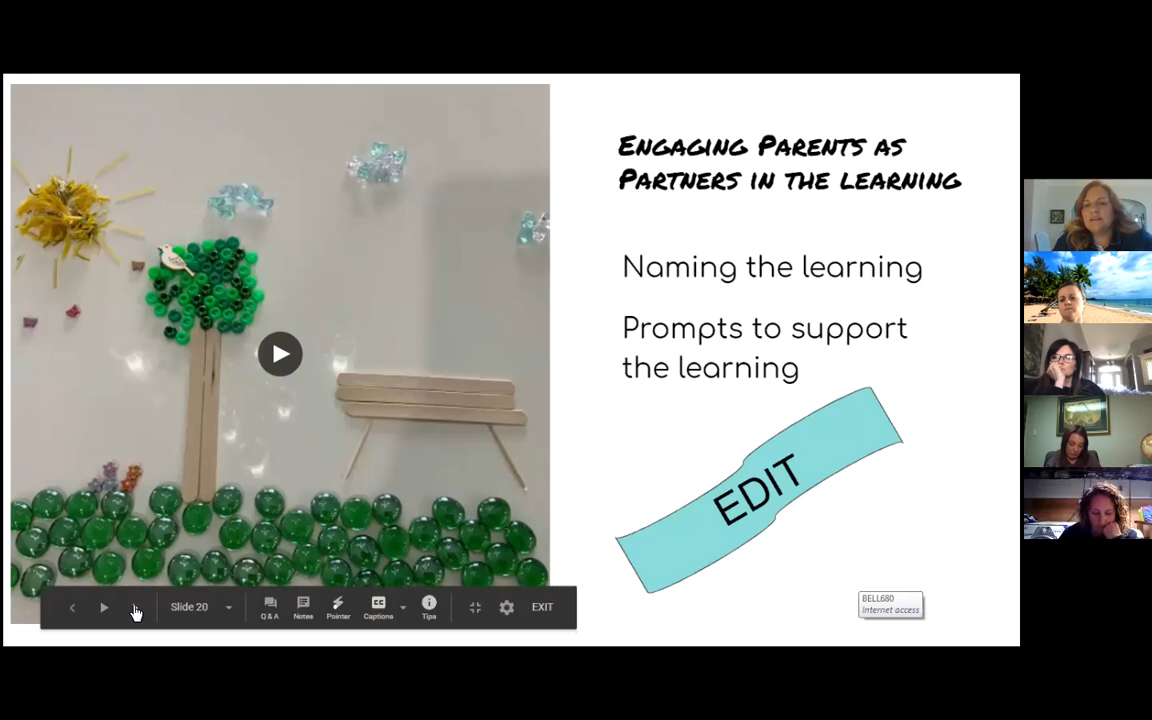 ENGAGING PARENTS AS
PARTNERS IN THE LEARNING
Naming the learning
Prompts to support
the learning
EDIT
Slide 20
Q & A
Notes
Pointer
CC
Captions
Tips
EXIT
BELL680
Internet access